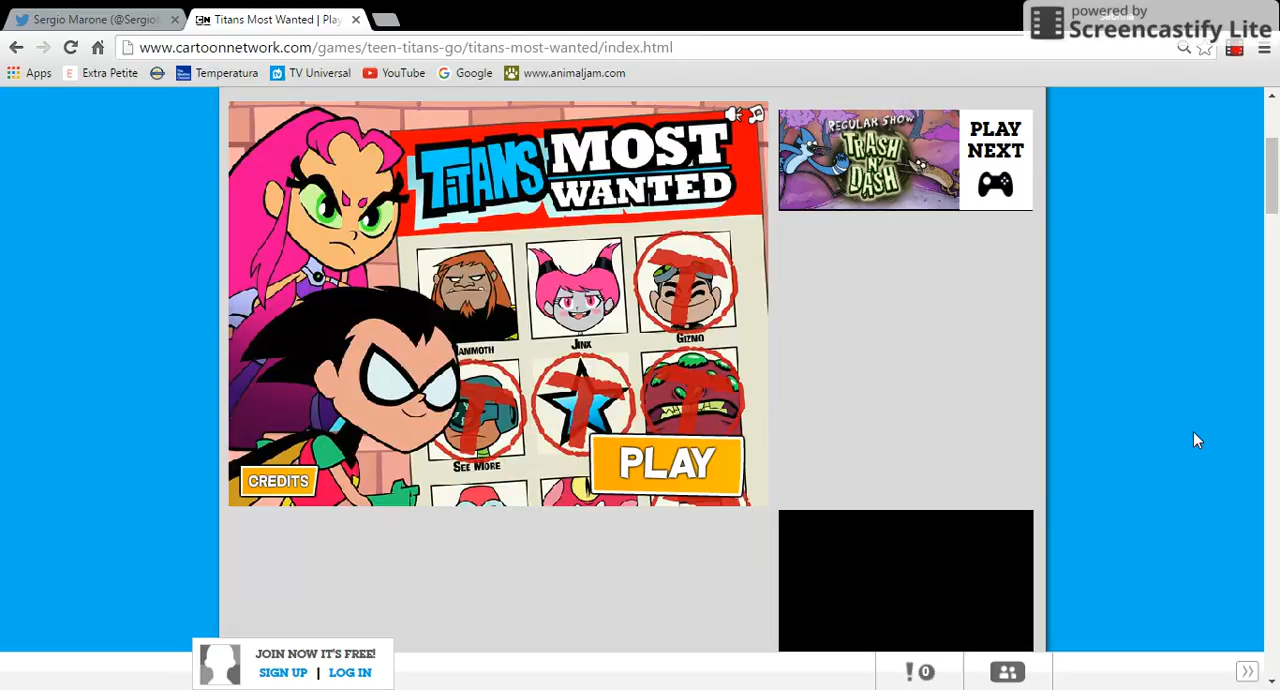 powered by
Screencastify Lite
Sergio Marone (@Sergiol
Titans Most Wanted | Play
www.cartoonnetwork.com/games/teen-titans-go/titans-most-wanted/index.html
Apps
Extra Petite
Temperatura
TV Universal
YouTube
Google
www.animaljam.com
TITANS MOST
WANTED
AMMOTH
JINX
GIZMO
SEE MORE
CREDITS
PLAY
REGULAR SHOW
TRASH
N'
DASH
PLAY
NEXT
JOIN NOW IT'S FREE!
SIGN UP | LOG IN
! 0